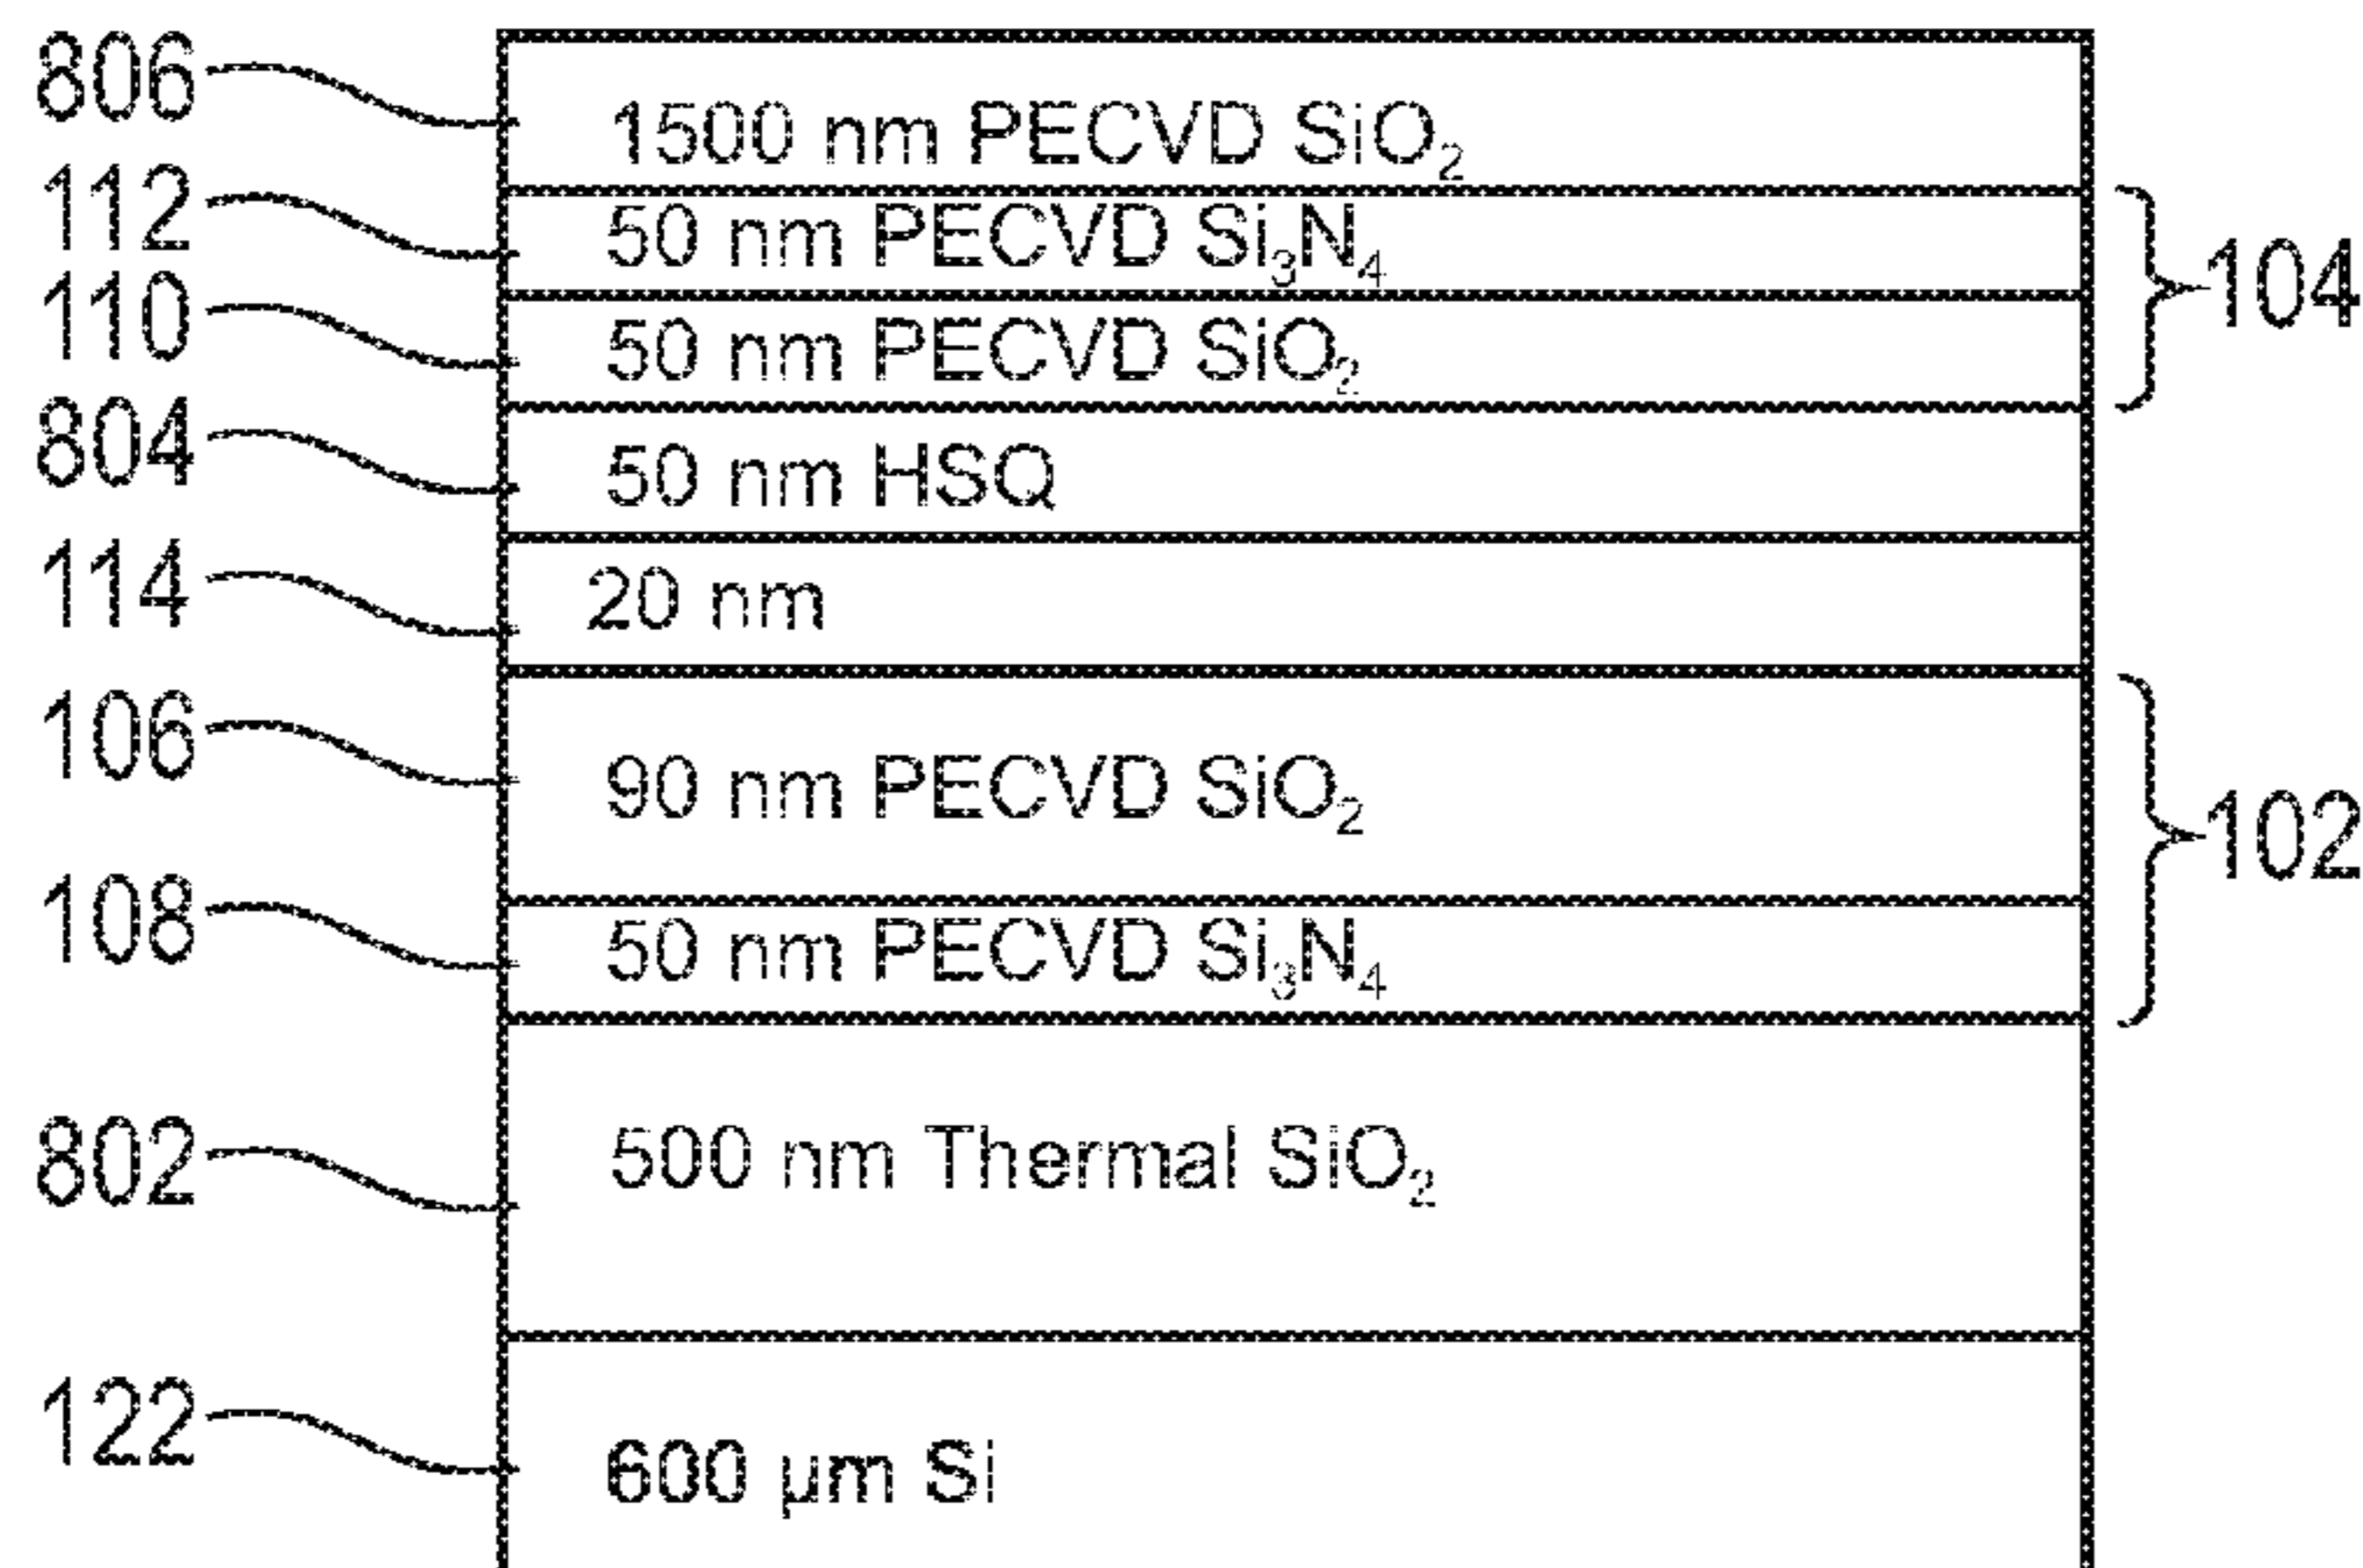 806 1500 nm PECVD SiO₂
112 50 nm PECVD Si₃N₄
104
110 50 nm PECVD SiO₂
804 50 nm HSQ
114 20 nm
106 90 nm PECVD SiO₂
102
108 50 nm PECVD Si₃N₄
802 500 nm Thermal SiO₂
122 600 µm Si